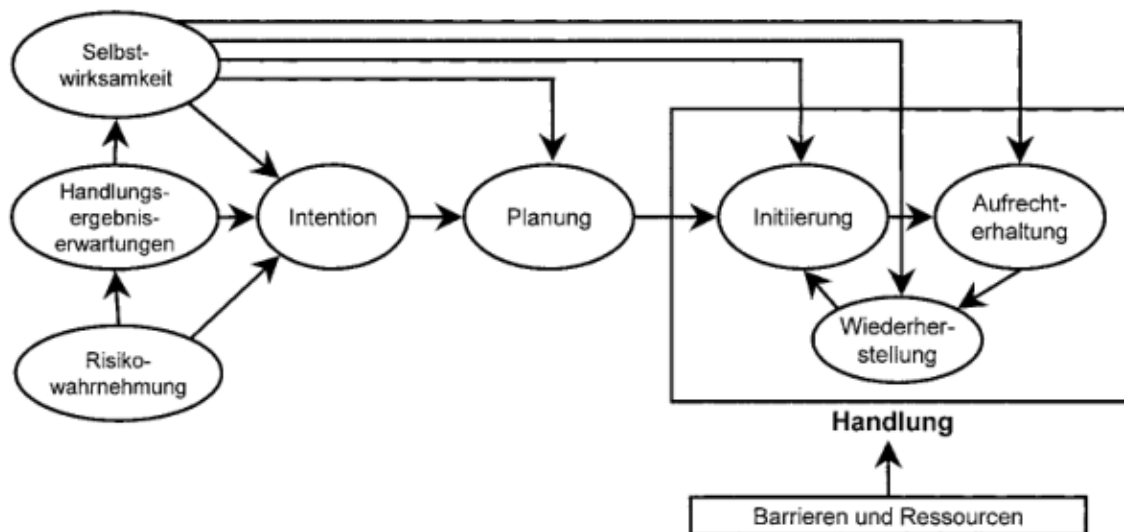 Selbst-
wirksamkeit
Handlungs-
ergebnis-
erwartungen
Risiko-
wahrnehmung
Intention
Planung
Initiierung
Aufrecht-
erhaltung
Wiederher-
stellung
Handlung
Barrieren und Ressourcen